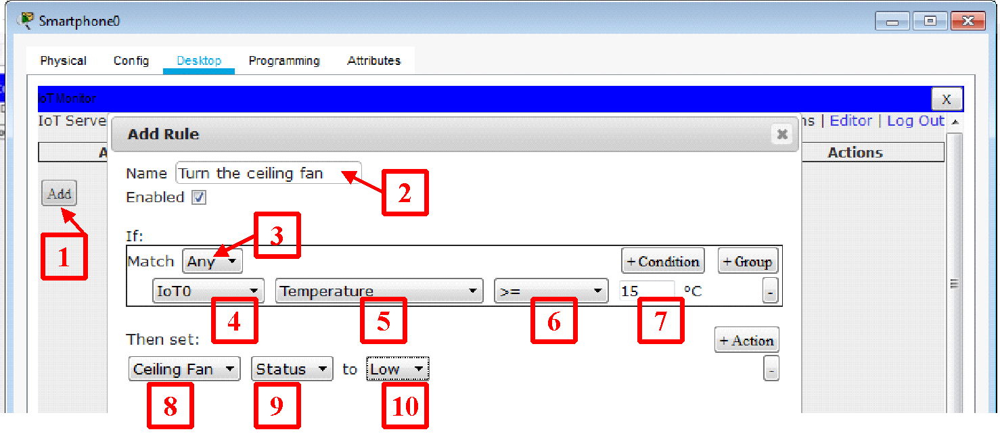 Smartphone0
Physical Config Desktop Programming Attributes
IoT Monitor X
IoT Serve ns | Editor | Log Out
Add Rule
A Actions
Name Turn the ceiling fan
2
Enabled
Add
If:
3
1
Match Any + Condition + Group
IoT0 Temperature >= 15 °C -
4 5 6 7
Then set: + Action
Ceiling Fan Status to Low -
8 9 10